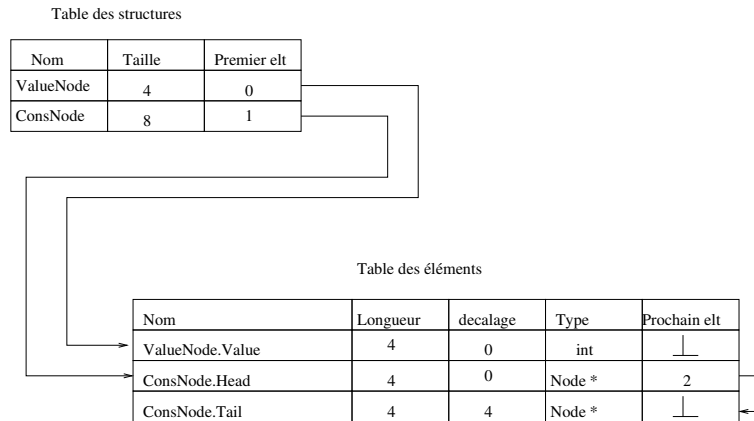 Table des structures
Nom Taille Premier elt
ValueNode 4 0
ConsNode 8 1
Table des éléments
Nom Longueur decalage Type Prochain elt
ValueNode.Value 4 0 int ⊥
ConsNode.Head 4 0 Node * 2
ConsNode.Tail 4 4 Node * ⊥